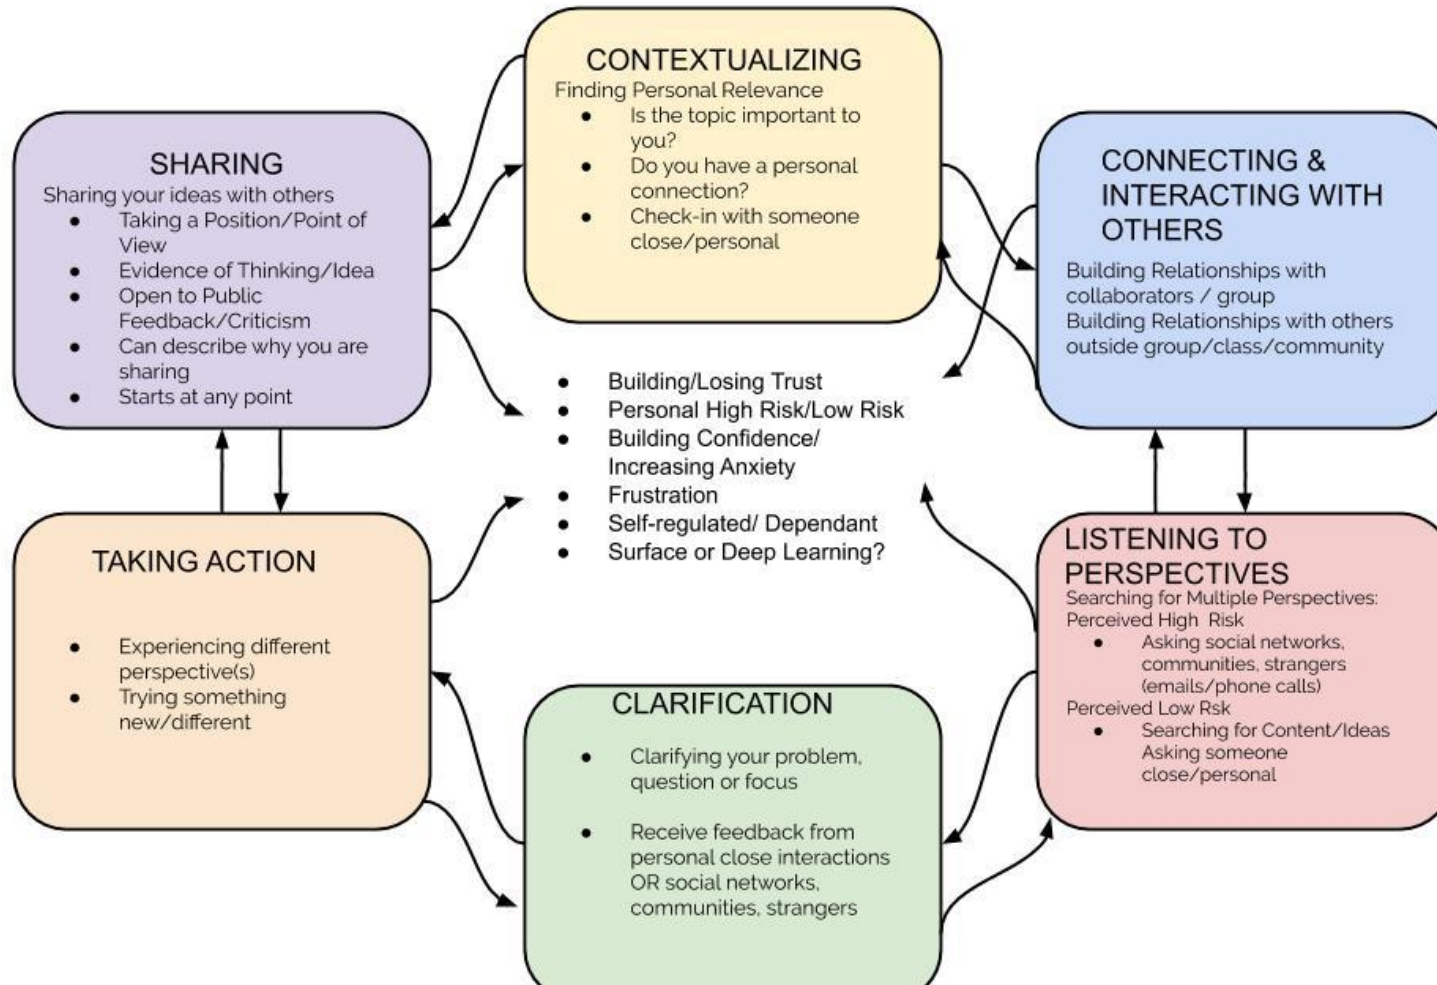 CONTEXTUALIZING
Finding Personal Relevance
● Is the topic important to
you?
● Do you have a personal
connection?
● Check-in with someone
close/personal
SHARING
Sharing your ideas with others
● Taking a Position/Point of
View
● Evidence of Thinking/Idea
● Open to Public
Feedback/Criticism
● Can describe why you are
sharing
● Starts at any point
CONNECTING &
INTERACTING WITH
OTHERS
Building Relationships with
collaborators / group
Building Relationships with others
outside group/class/community
● Building/Losing Trust
● Personal High Risk/Low Risk
● Building Confidence/
Increasing Anxiety
● Frustration
● Self-regulated/ Dependant
● Surface or Deep Learning?
TAKING ACTION
● Experiencing different
perspective(s)
● Trying something
new/different
CLARIFICATION
● Clarifying your problem,
question or focus
● Receive feedback from
personal close interactions
OR social networks,
communities, strangers
LISTENING TO
PERSPECTIVES
Searching for Multiple Perspectives:
Perceived High Risk
● Asking social networks,
communities, strangers
(emails/phone calls)
Perceived Low Rsk
● Searching for Content/Ideas
Asking someone
close/personal